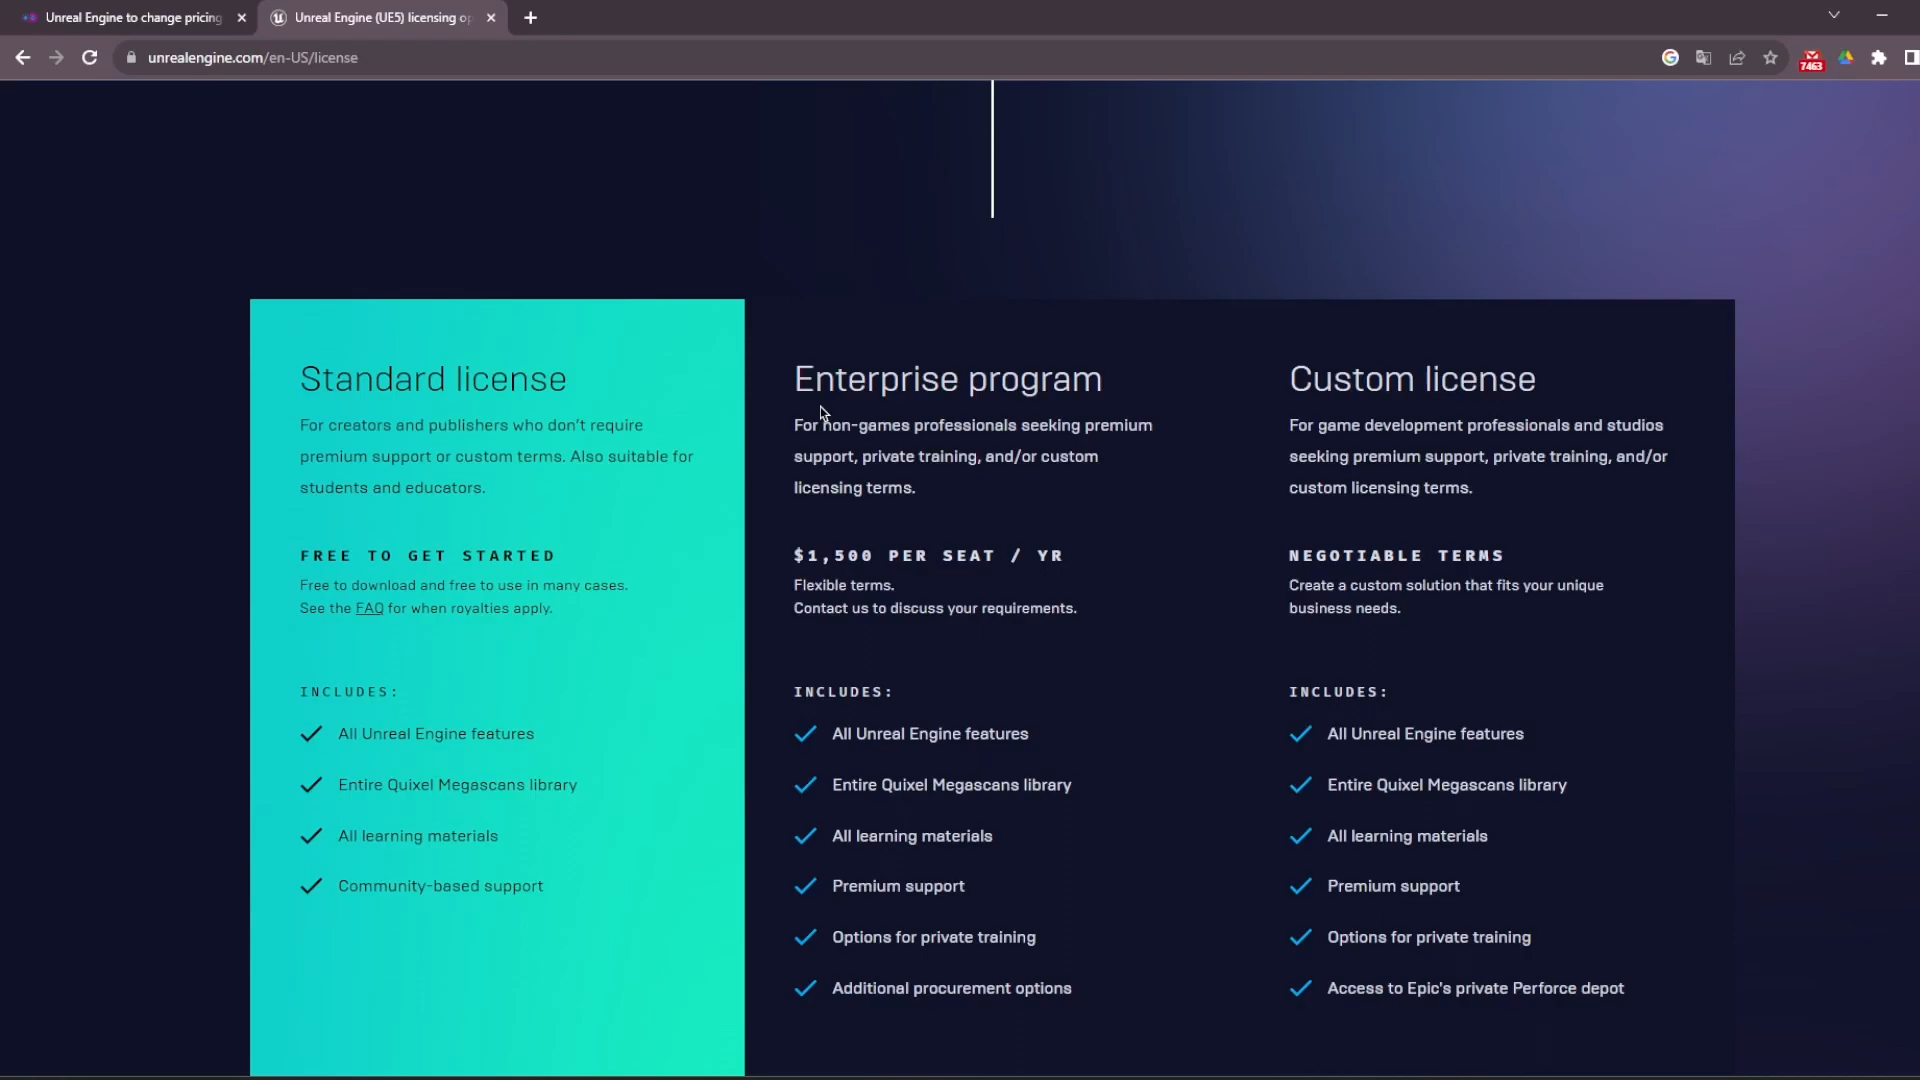 Unreal Engine to change pricing
Unreal Engine (UE5) licensing op
unrealengine.com/en-US/license
7463
Standard license
For creators and publishers who don't require
premium support or custom terms. Also suitable for
students and educators.
FREE TO GET STARTED
Free to download and free to use in many cases.
See the FAQ for when royalties apply.
INCLUDES:
All Unreal Engine features
Entire Quixel Megascans library
All learning materials
Community-based support
Enterprise program
For non-games professionals seeking premium
support, private training, and/or custom
licensing terms.
$1,500 PER SEAT / YR
Flexible terms.
Contact us to discuss your requirements.
INCLUDES:
All Unreal Engine features
Entire Quixel Megascans library
All learning materials
Premium support
Options for private training
Additional procurement options
Custom license
For game development professionals and studios
seeking premium support, private training, and/or
custom licensing terms.
NEGOTIABLE TERMS
Create a custom solution that fits your unique
business needs.
INCLUDES:
All Unreal Engine features
Entire Quixel Megascans library
All learning materials
Premium support
Options for private training
Access to Epic's private Perforce depot